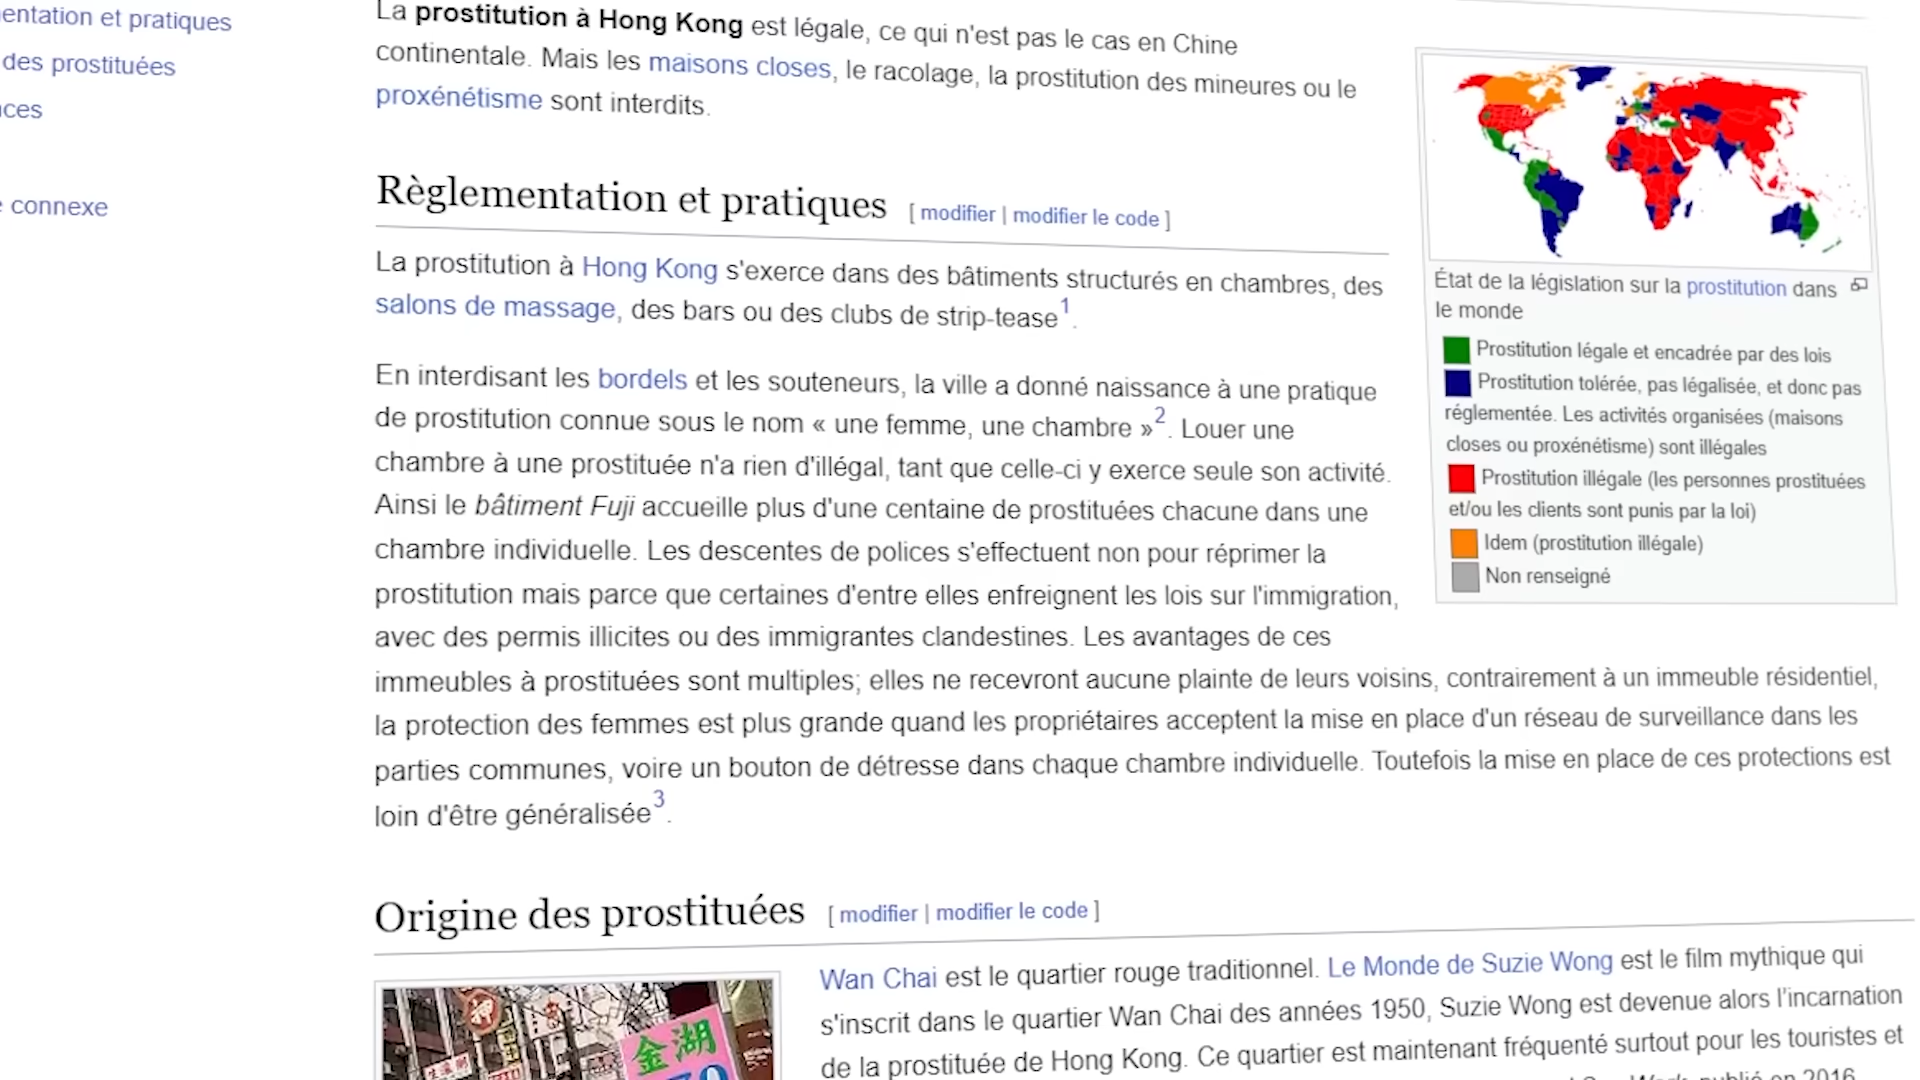 entation et pratiques
des prostituées
nces
connexe
La prostitution à Hong Kong est légale, ce qui n'est pas le cas en Chine
continentale. Mais les maisons closes, le racolage, la prostitution des mineures ou le
proxénétisme sont interdits.
Règlementation et pratiques [ modifier | modifier le code ]
La prostitution à Hong Kong s'exerce dans des bâtiments structurés en chambres, des
salons de massage, des bars ou des clubs de strip-tease1.
En interdisant les bordels et les souteneurs, la ville a donné naissance à une pratique
de prostitution connue sous le nom « une femme, une chambre »2. Louer une
chambre à une prostituée n'a rien d'illégal, tant que celle-ci y exerce seule son activité.
Ainsi le bâtiment Fuji accueille plus d'une centaine de prostituées chacune dans une
chambre individuelle. Les descentes de polices s'effectuent non pour réprimer la
prostitution mais parce que certaines d'entre elles enfreignent les lois sur l'immigration,
avec des permis illicites ou des immigrantes clandestines. Les avantages de ces
immeubles à prostituées sont multiples; elles ne recevront aucune plainte de leurs voisins, contrairement à un immeuble résidentiel,
la protection des femmes est plus grande quand les propriétaires acceptent la mise en place d'un réseau de surveillance dans les
parties communes, voire un bouton de détresse dans chaque chambre individuelle. Toutefois la mise en place de ces protections est
loin d'être généralisée3.
État de la législation sur la prostitution dans
le monde
Prostitution légale et encadrée par des lois
Prostitution tolérée, pas légalisée, et donc pas
réglementée. Les activités organisées (maisons
closes ou proxénétisme) sont illégales
Prostitution illégale (les personnes prostituées
et/ou les clients sont punis par la loi)
Idem (prostitution illégale)
Non renseigné
Origine des prostituées [ modifier | modifier le code ]
Wan Chai est le quartier rouge traditionnel. Le Monde de Suzie Wong est le film mythique qui
s'inscrit dans le quartier Wan Chai des années 1950, Suzie Wong est devenue alors l'incarnation
de la prostituée de Hong Kong. Ce quartier est maintenant fréquenté surtout pour les touristes et
publié en 2016
金湖